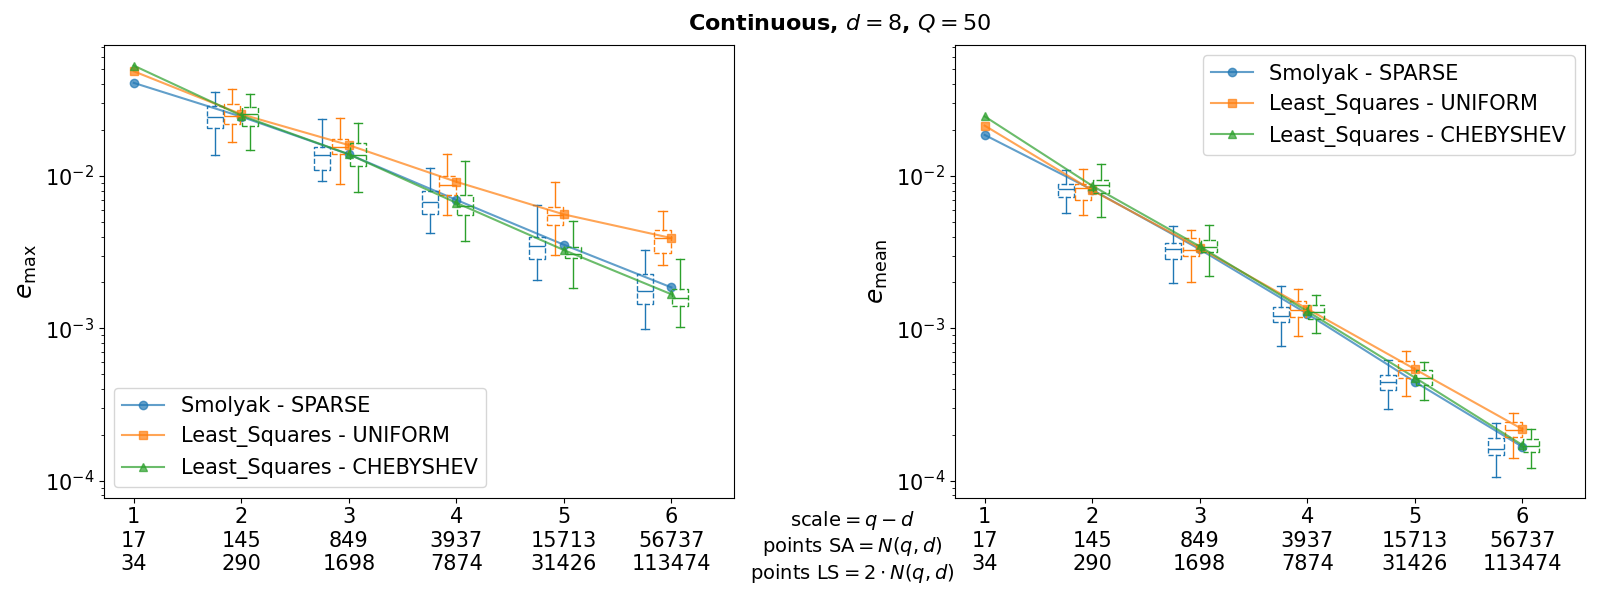 Continuous, d = 8, Q = 50
e_max
10⁻²
10⁻³
10⁻⁴
Smolyak - SPARSE
Least_Squares - UNIFORM
Least_Squares - CHEBYSHEV
1 2 3 4 5 6
17 145 849 3937 15713 56737
34 290 1698 7874 31426 113474
scale = q − d
points SA = N(q, d)
points LS = 2 · N(q, d)
e_mean
10⁻²
10⁻³
10⁻⁴
Smolyak - SPARSE
Least_Squares - UNIFORM
Least_Squares - CHEBYSHEV
1 2 3 4 5 6
17 145 849 3937 15713 56737
34 290 1698 7874 31426 113474